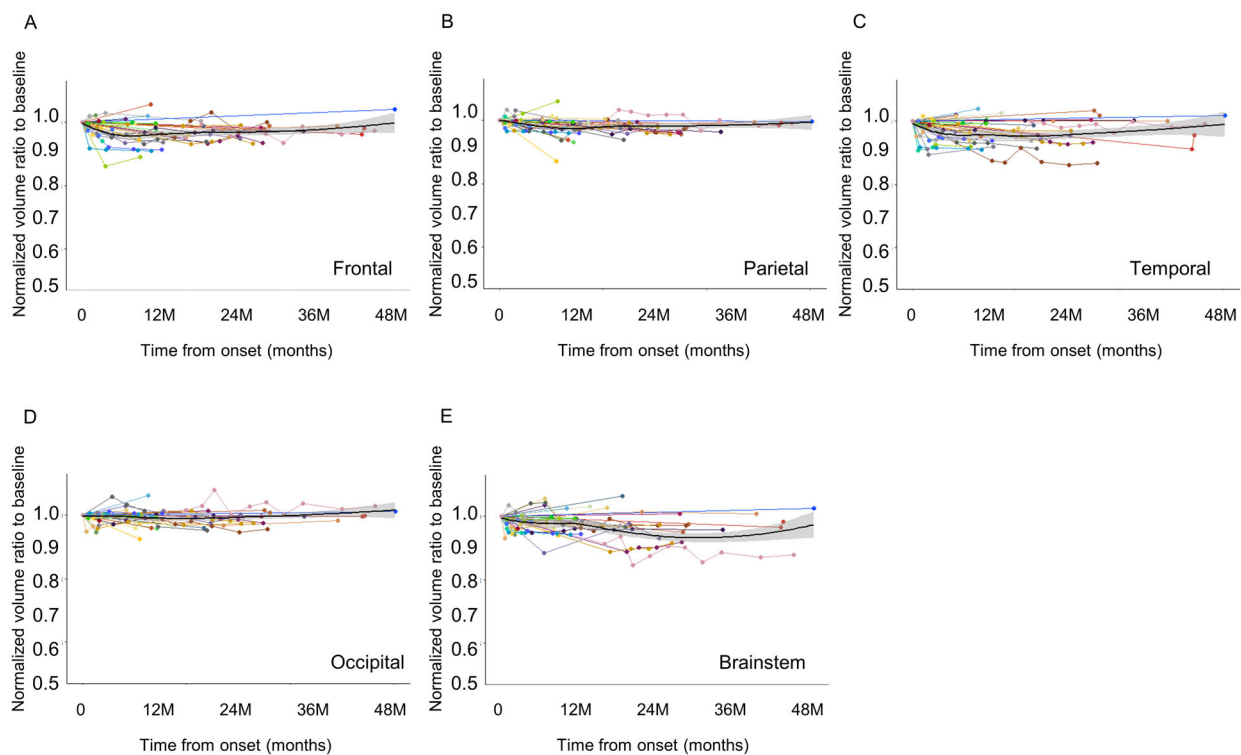 A
Normalized volume ratio to baseline
1.0
0.9
0.8
0.7
0.6
0.5
Frontal
0 12M 24M 36M 48M
Time from onset (months)
B
Normalized volume ratio to baseline
1.0
0.9
0.8
0.7
0.6
0.5
Parietal
0 12M 24M 36M 48M
Time from onset (months)
C
Normalized volume ratio to baseline
1.0
0.9
0.8
0.7
0.6
0.5
Temporal
0 12M 24M 36M 48M
Time from onset (months)
D
Normalized volume ratio to baseline
1.0
0.9
0.8
0.7
0.6
0.5
Occipital
0 12M 24M 36M 48M
Time from onset (months)
E
Normalized volume ratio to baseline
1.0
0.9
0.8
0.7
0.6
0.5
Brainstem
0 12M 24M 36M 48M
Time from onset (months)